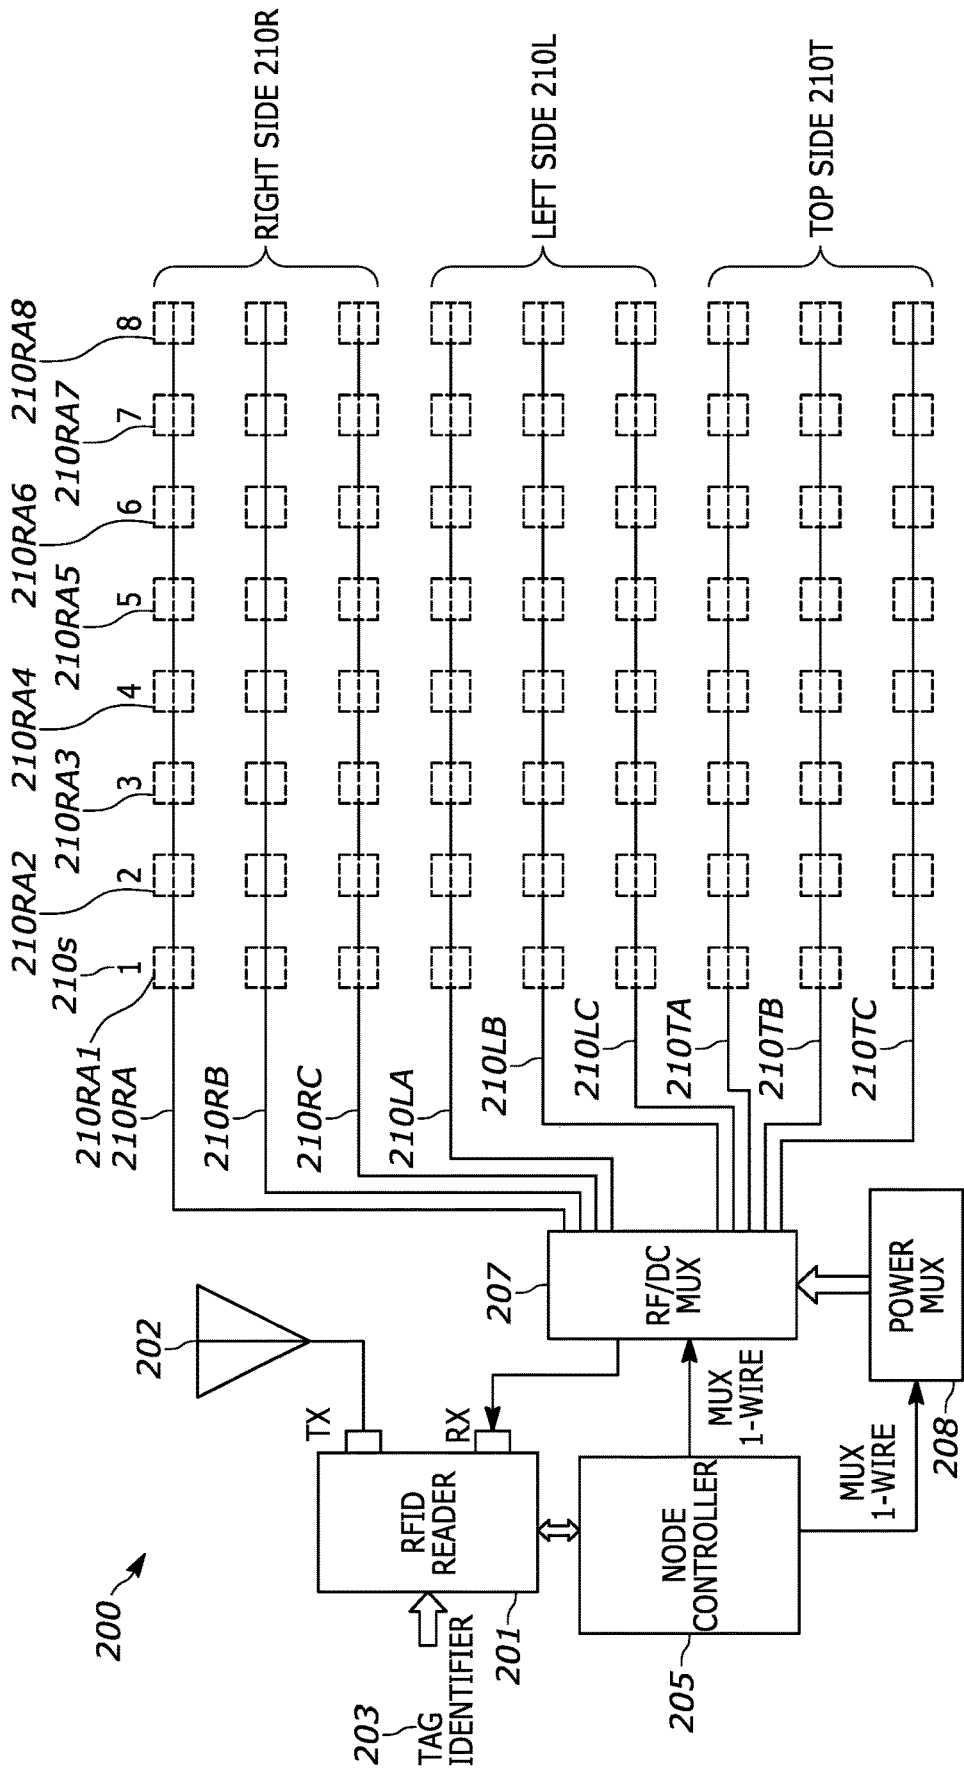 200
203
TAG
IDENTIFIER
201
RFID
READER
TX
RX
202
205
NODE
CONTROLLER
MUX
1-WIRE
MUX
1-WIRE
207
RF/DC
MUX
208
POWER
MUX
210RA1
210RA
210RB
210RC
210LA
210LB
210LC
210TA
210TB
210TC
210s
210RA2
210RA3
210RA4
210RA5
210RA6
210RA7
210RA8
1
2
3
4
5
6
7
8
RIGHT SIDE 210R
LEFT SIDE 210L
TOP SIDE 210T